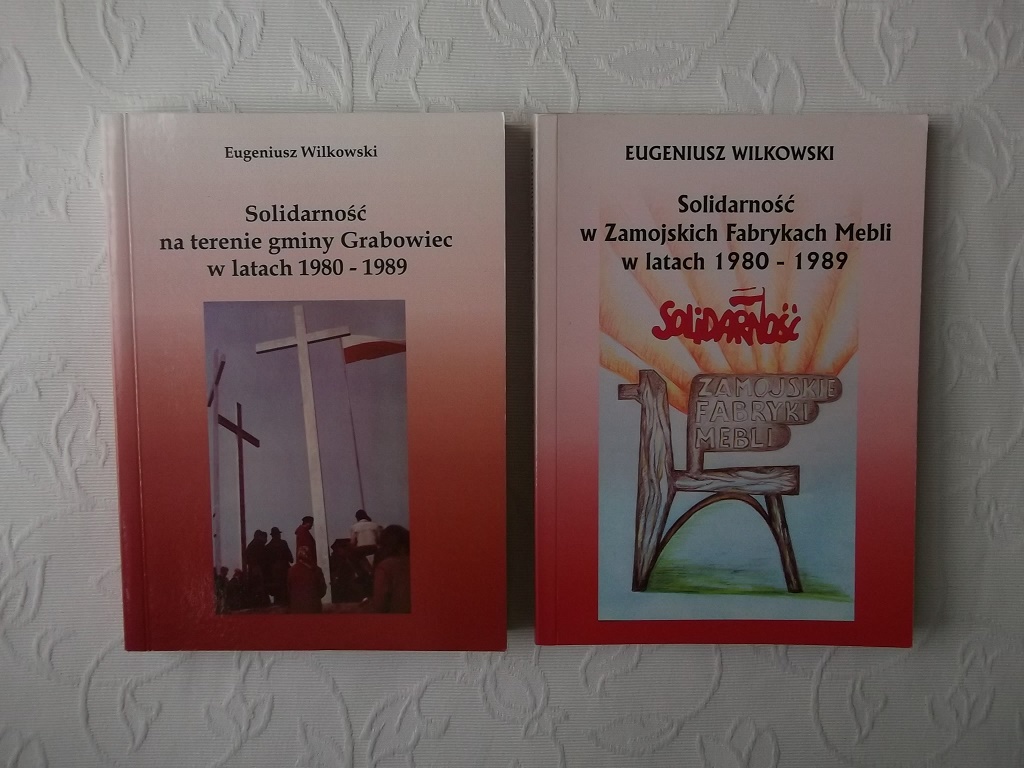 Eugeniusz Wilkowski
Solidarność
na terenie gminy Grabowiec
w latach 1980 - 1989
EUGENIUSZ WILKOWSKI
Solidarność
w Zamojskich Fabrykach Mebli
w latach 1980 - 1989
SOLIDARNOŚĆ
ZAMOJSKIE
FABRYKI
MEBLI